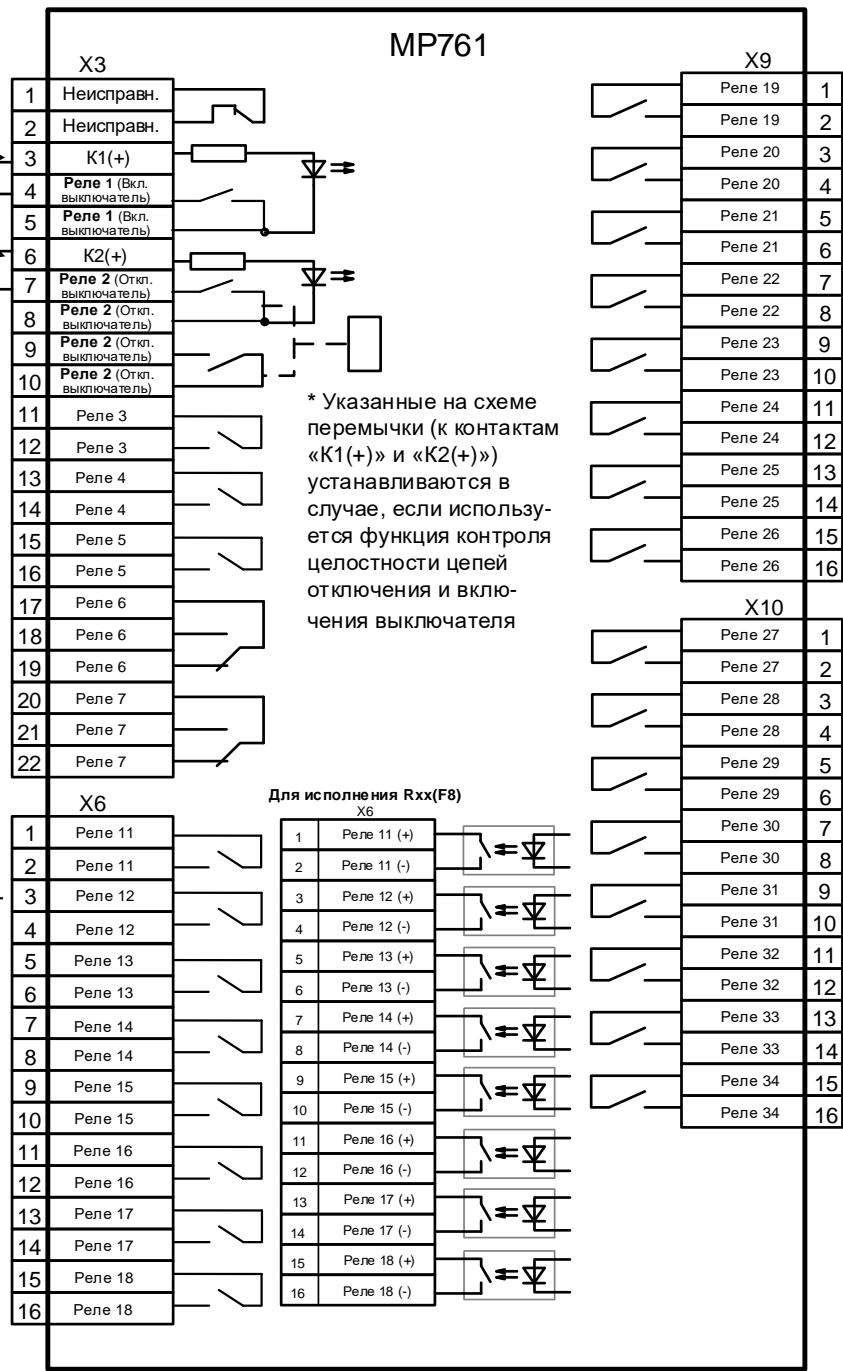 МР761
X3
1 Неисправн.
2 Неисправн.
3 К1(+)
4 Реле 1 (Вкл.
выключатель)
5 Реле 1 (Вкл.
выключатель)
6 К2(+)
7 Реле 2 (Откл.
выключатель)
8 Реле 2 (Откл.
выключатель)
9 Реле 2 (Откл.
выключатель)
10 Реле 2 (Откл.
выключатель)
11 Реле 3
12 Реле 3
13 Реле 4
14 Реле 4
15 Реле 5
16 Реле 5
17 Реле 6
18 Реле 6
19 Реле 6
20 Реле 7
21 Реле 7
22 Реле 7
* Указанные на схеме
перемычки (к контактам
«К1(+)» и «К2(+)»)
устанавливаются в
случае, если использу-
ется функция контроля
целостности цепей
отключения и вклю-
чения выключателя
X9
Реле 19 1
Реле 19 2
Реле 20 3
Реле 20 4
Реле 21 5
Реле 21 6
Реле 22 7
Реле 22 8
Реле 23 9
Реле 23 10
Реле 24 11
Реле 24 12
Реле 25 13
Реле 25 14
Реле 26 15
Реле 26 16
X10
Реле 27 1
Реле 27 2
Реле 28 3
Реле 28 4
Реле 29 5
Реле 29 6
Реле 30 7
Реле 30 8
Реле 31 9
Реле 31 10
Реле 32 11
Реле 32 12
Реле 33 13
Реле 33 14
Реле 34 15
Реле 34 16
X6
1 Реле 11
2 Реле 11
3 Реле 12
4 Реле 12
5 Реле 13
6 Реле 13
7 Реле 14
8 Реле 14
9 Реле 15
10 Реле 15
11 Реле 16
12 Реле 16
13 Реле 17
14 Реле 17
15 Реле 18
16 Реле 18
Для исполнения Rxx(F8)
X6
1 Реле 11 (+)
2 Реле 11 (-)
3 Реле 12 (+)
4 Реле 12 (-)
5 Реле 13 (+)
6 Реле 13 (-)
7 Реле 14 (+)
8 Реле 14 (-)
9 Реле 15 (+)
10 Реле 15 (-)
11 Реле 16 (+)
12 Реле 16 (-)
13 Реле 17 (+)
14 Реле 17 (-)
15 Реле 18 (+)
16 Реле 18 (-)